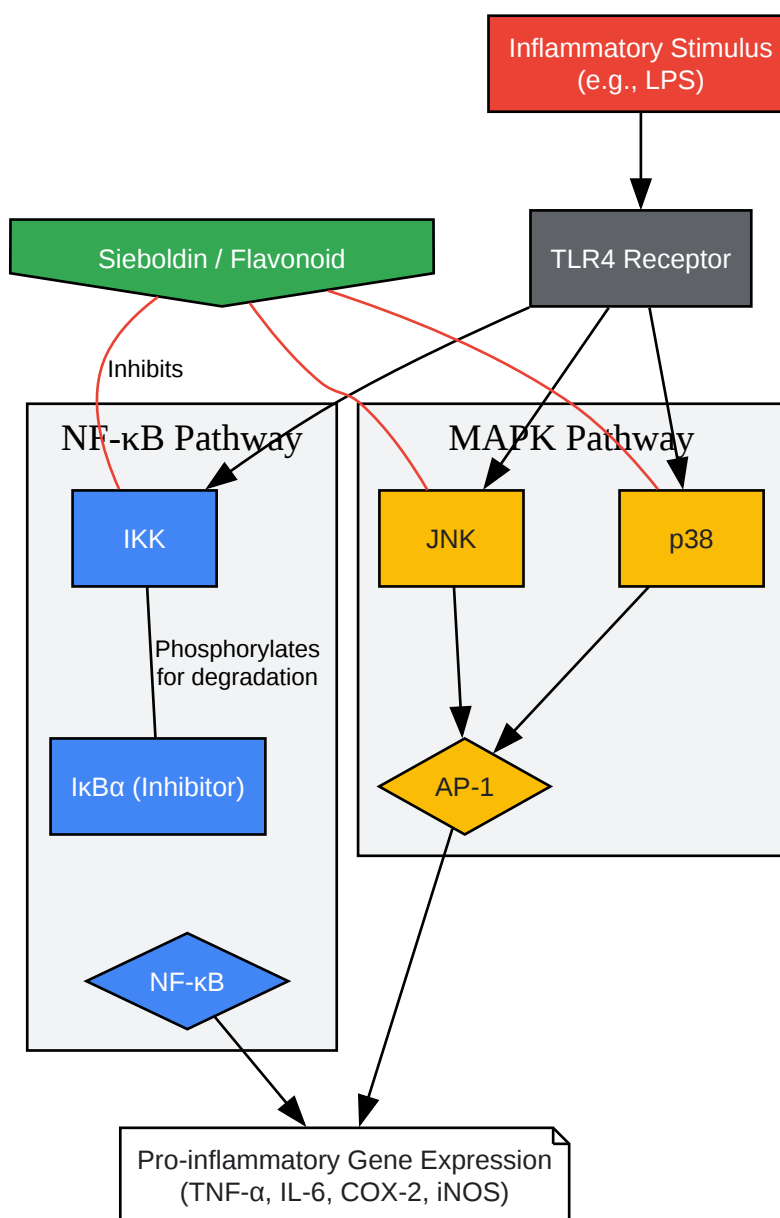 Inflammatory Stimulus
(e.g., LPS)
Sieboldin / Flavonoid
TLR4 Receptor
Inhibits
NF-κB Pathway
MAPK Pathway
IKK
JNK
p38
Phosphorylates
for degradation
IκBα (Inhibitor)
AP-1
NF-κB
Pro-inflammatory Gene Expression
(TNF-α, IL-6, COX-2, iNOS)